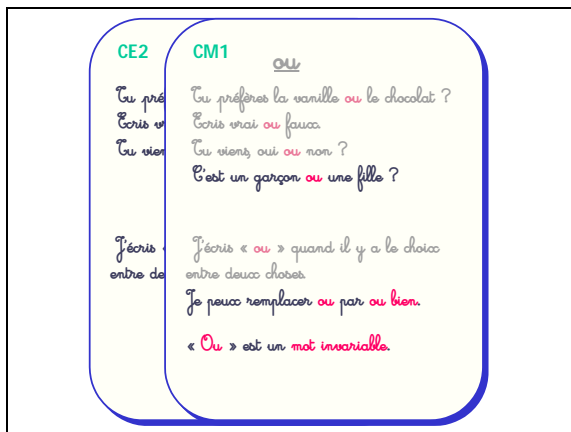 CE2
Tu pré
Écris vr
Tu vien
J'écris «
entre de
CM1
ou
Tu préfères la vanille ou le chocolat ?
Écris vrai ou faux.
Tu viens, oui ou non ?
C'est un garçon ou une fille ?
J'écris « ou » quand il y a le choix
entre deux choses.
Je peux remplacer ou par ou bien.
« Ou » est un mot invariable.